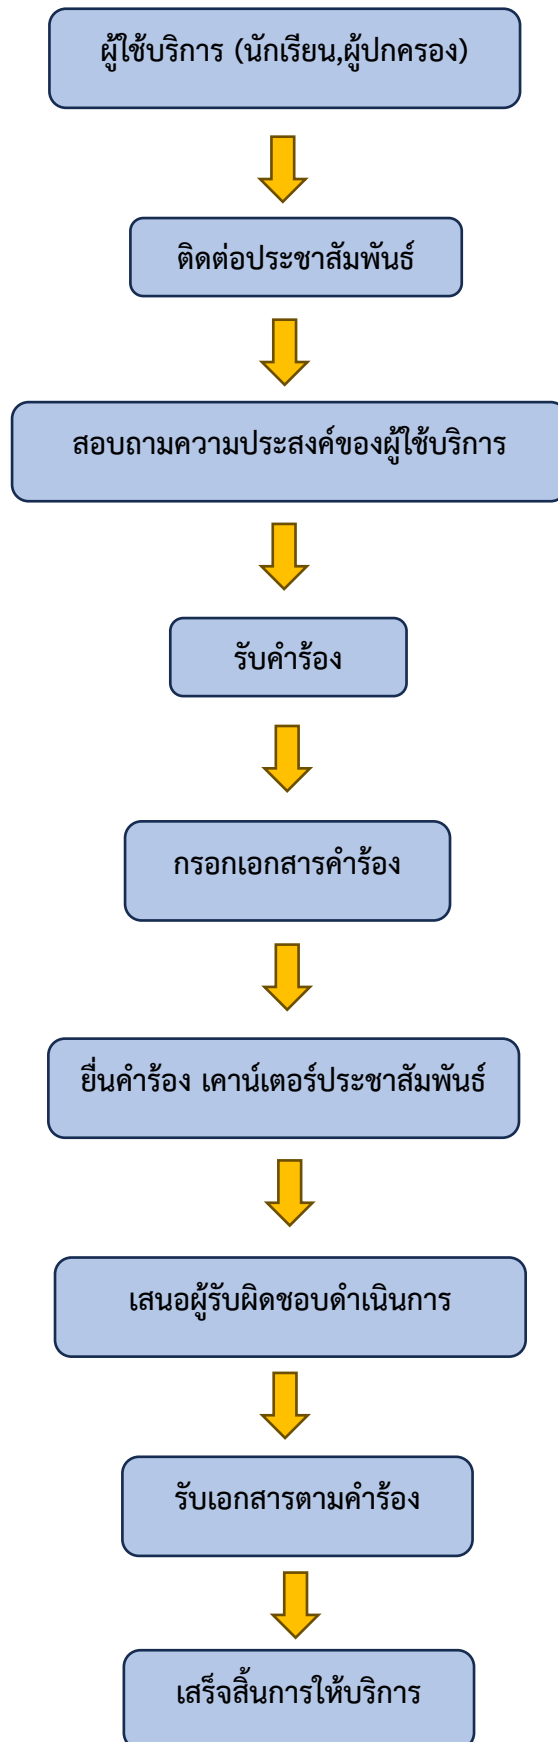 ผู้ใช้บริการ (นักเรียน,ผู้ปกครอง)
ติดต่อประชาสัมพันธ์
สอบถามความประสงค์ของผู้ใช้บริการ
รับคำร้อง
กรอกเอกสารคำร้อง
ยื่นคำร้อง เคาน์เตอร์ประชาสัมพันธ์
เสนอผู้รับผิดชอบดำเนินการ
รับเอกสารตามคำร้อง
เสร็จสิ้นการให้บริการ